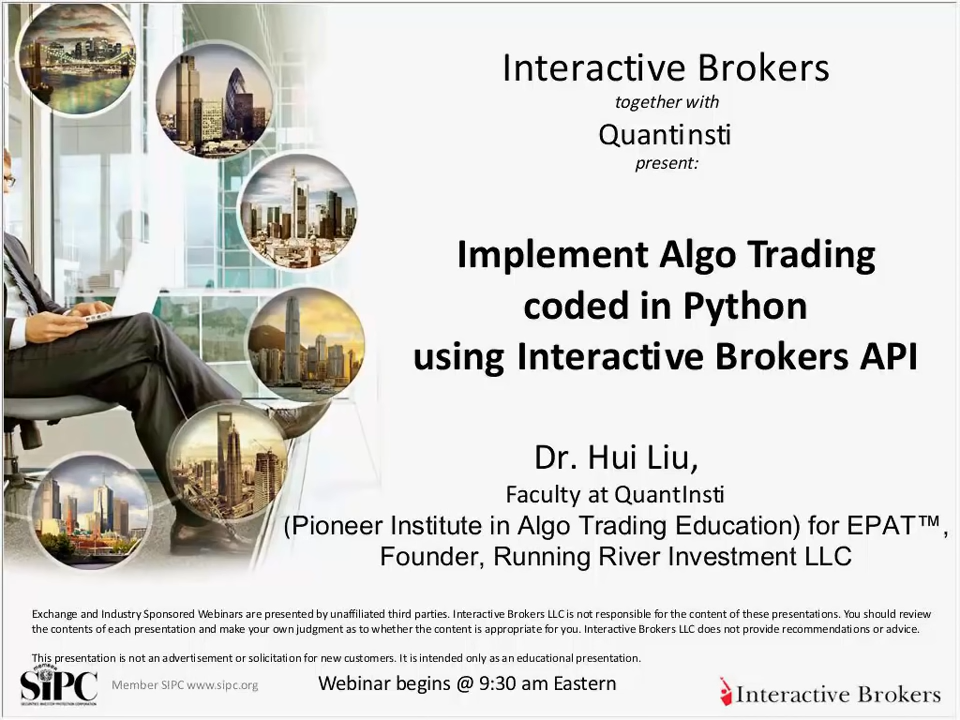 Interactive Brokers
together with
Quantinsti
present:
Implement Algo Trading
coded in Python
using Interactive Brokers API
Dr. Hui Liu,
Faculty at QuantInsti
(Pioneer Institute in Algo Trading Education) for EPAT™,
Founder, Running River Investment LLC
Exchange and Industry Sponsored Webinars are presented by unaffiliated third parties. Interactive Brokers LLC is not responsible for the content of these presentations. You should review
the contents of each presentation and make your own judgment as to whether the content is appropriate for you. Interactive Brokers LLC does not provide recommendations or advice.
This presentation is not an advertisement or solicitation for new customers. It is intended only as an educational presentation.
MEMBER
SIPC
SECURITIES INVESTOR PROTECTION CORPORATION
Member SIPC www.sipc.org
Webinar begins @ 9:30 am Eastern
Interactive Brokers